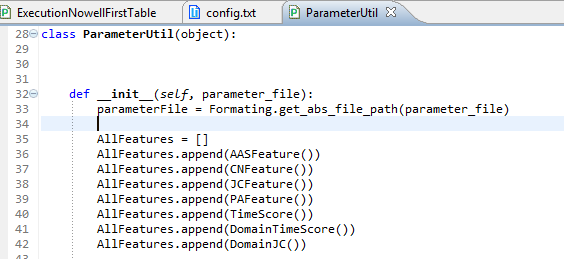 ExecutionNowellFirstTable config.txt ParameterUtil
28 class ParameterUtil(object):
29
30
31
32 def __init__(self, parameter_file):
33 parameterFile = Formating.get_abs_file_path(parameter_file)
34
35 AllFeatures = []
36 AllFeatures.append(AASFeature())
37 AllFeatures.append(CNFeature())
38 AllFeatures.append(JCFeature())
39 AllFeatures.append(PAFeature())
40 AllFeatures.append(TimeScore())
41 AllFeatures.append(DomainTimeScore())
42 AllFeatures.append(DomainJC())